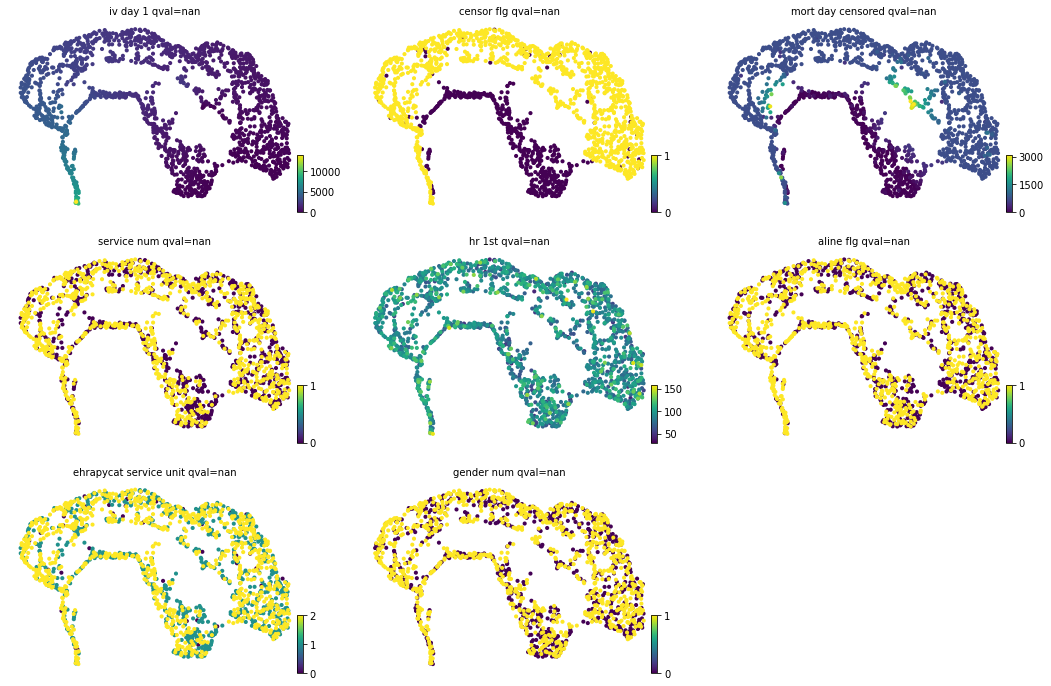 iv day 1 qval=nan
censor flg qval=nan
mort day censored qval=nan
10000
5000
0
1
0
3000
1500
0
service num qval=nan
hr 1st qval=nan
aline flg qval=nan
1
0
150
100
50
1
0
ehrapycat service unit qval=nan
gender num qval=nan
2
1
0
1
0